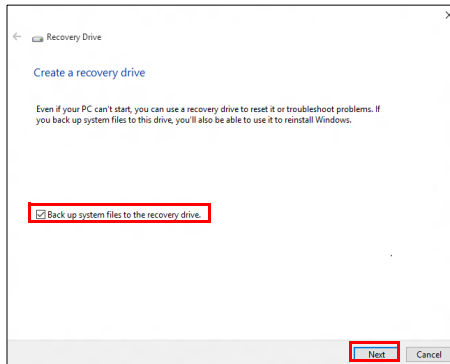 Recovery Drive
Create a recovery drive
Even if your PC can't start, you can use a recovery drive to reset it or troubleshoot problems. If
you back up system files to this drive, you'll also be able to use it to reinstall Windows.
Back up system files to the recovery drive.
Next Cancel